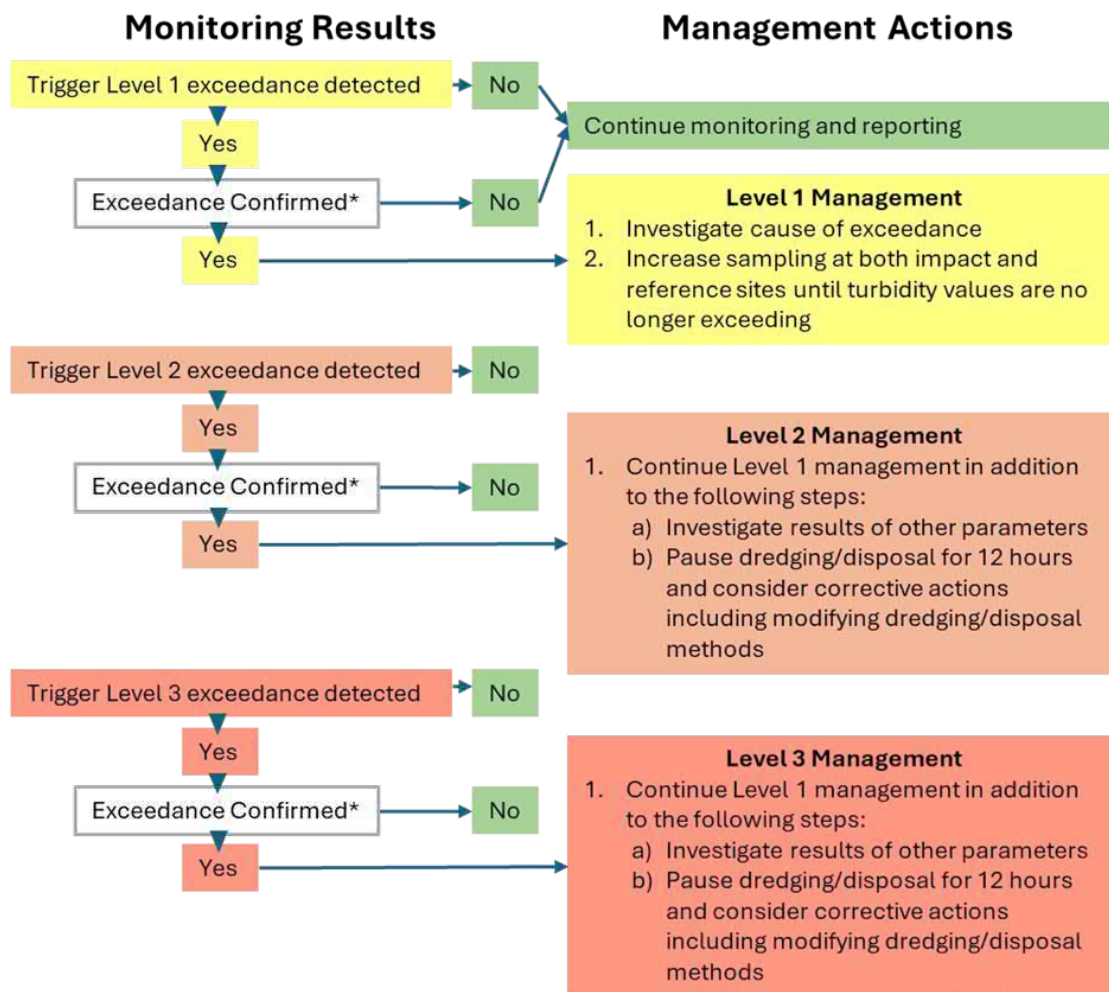 Monitoring Results
Management Actions
Trigger Level 1 exceedance detected
No
Continue monitoring and reporting
Yes
Exceedance Confirmed*
No
Yes
Level 1 Management
1. Investigate cause of exceedance
2. Increase sampling at both impact and
reference sites until turbidity values are no
longer exceeding
Trigger Level 2 exceedance detected
No
Yes
Exceedance Confirmed*
No
Yes
Level 2 Management
1. Continue Level 1 management in addition
to the following steps:
a) Investigate results of other parameters
b) Pause dredging/disposal for 12 hours
and consider corrective actions
including modifying dredging/disposal
methods
Trigger Level 3 exceedance detected
No
Yes
Exceedance Confirmed*
No
Yes
Level 3 Management
1. Continue Level 1 management in addition
to the following steps:
a) Investigate results of other parameters
b) Pause dredging/disposal for 12 hours
and consider corrective actions
including modifying dredging/disposal
methods